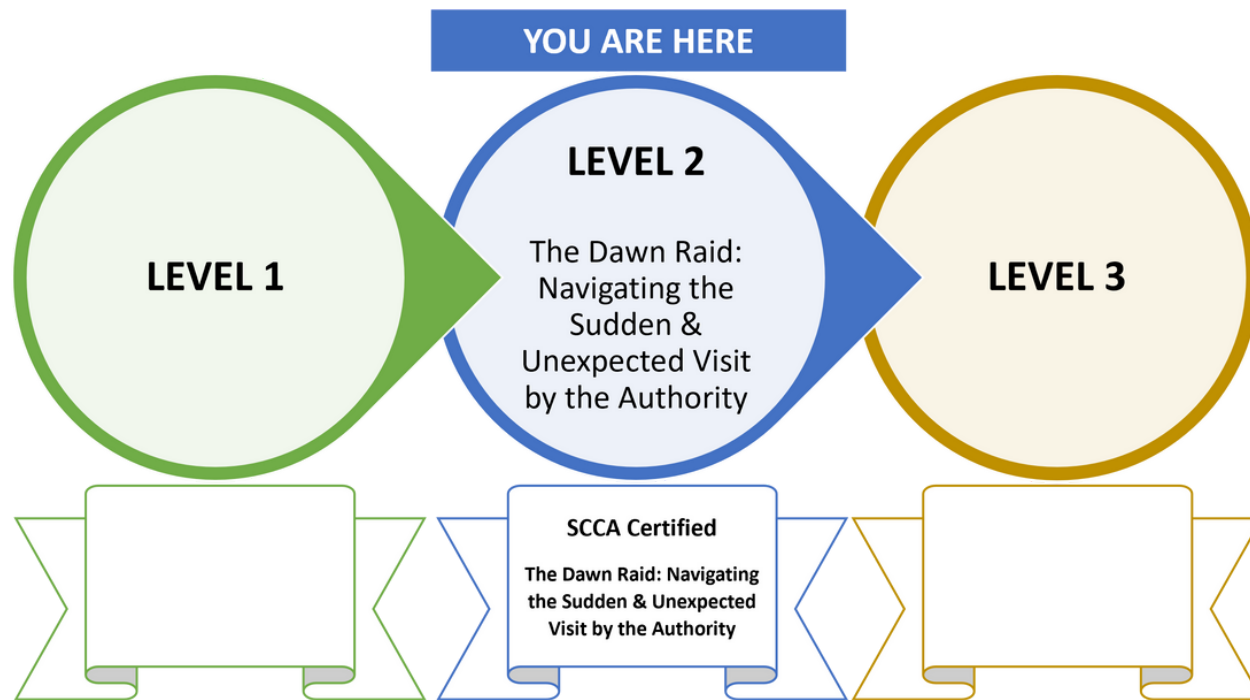 YOU ARE HERE
LEVEL 1
LEVEL 2
The Dawn Raid:
Navigating the
Sudden &
Unexpected Visit
by the Authority
LEVEL 3
SCCA Certified
The Dawn Raid: Navigating
the Sudden & Unexpected
Visit by the Authority